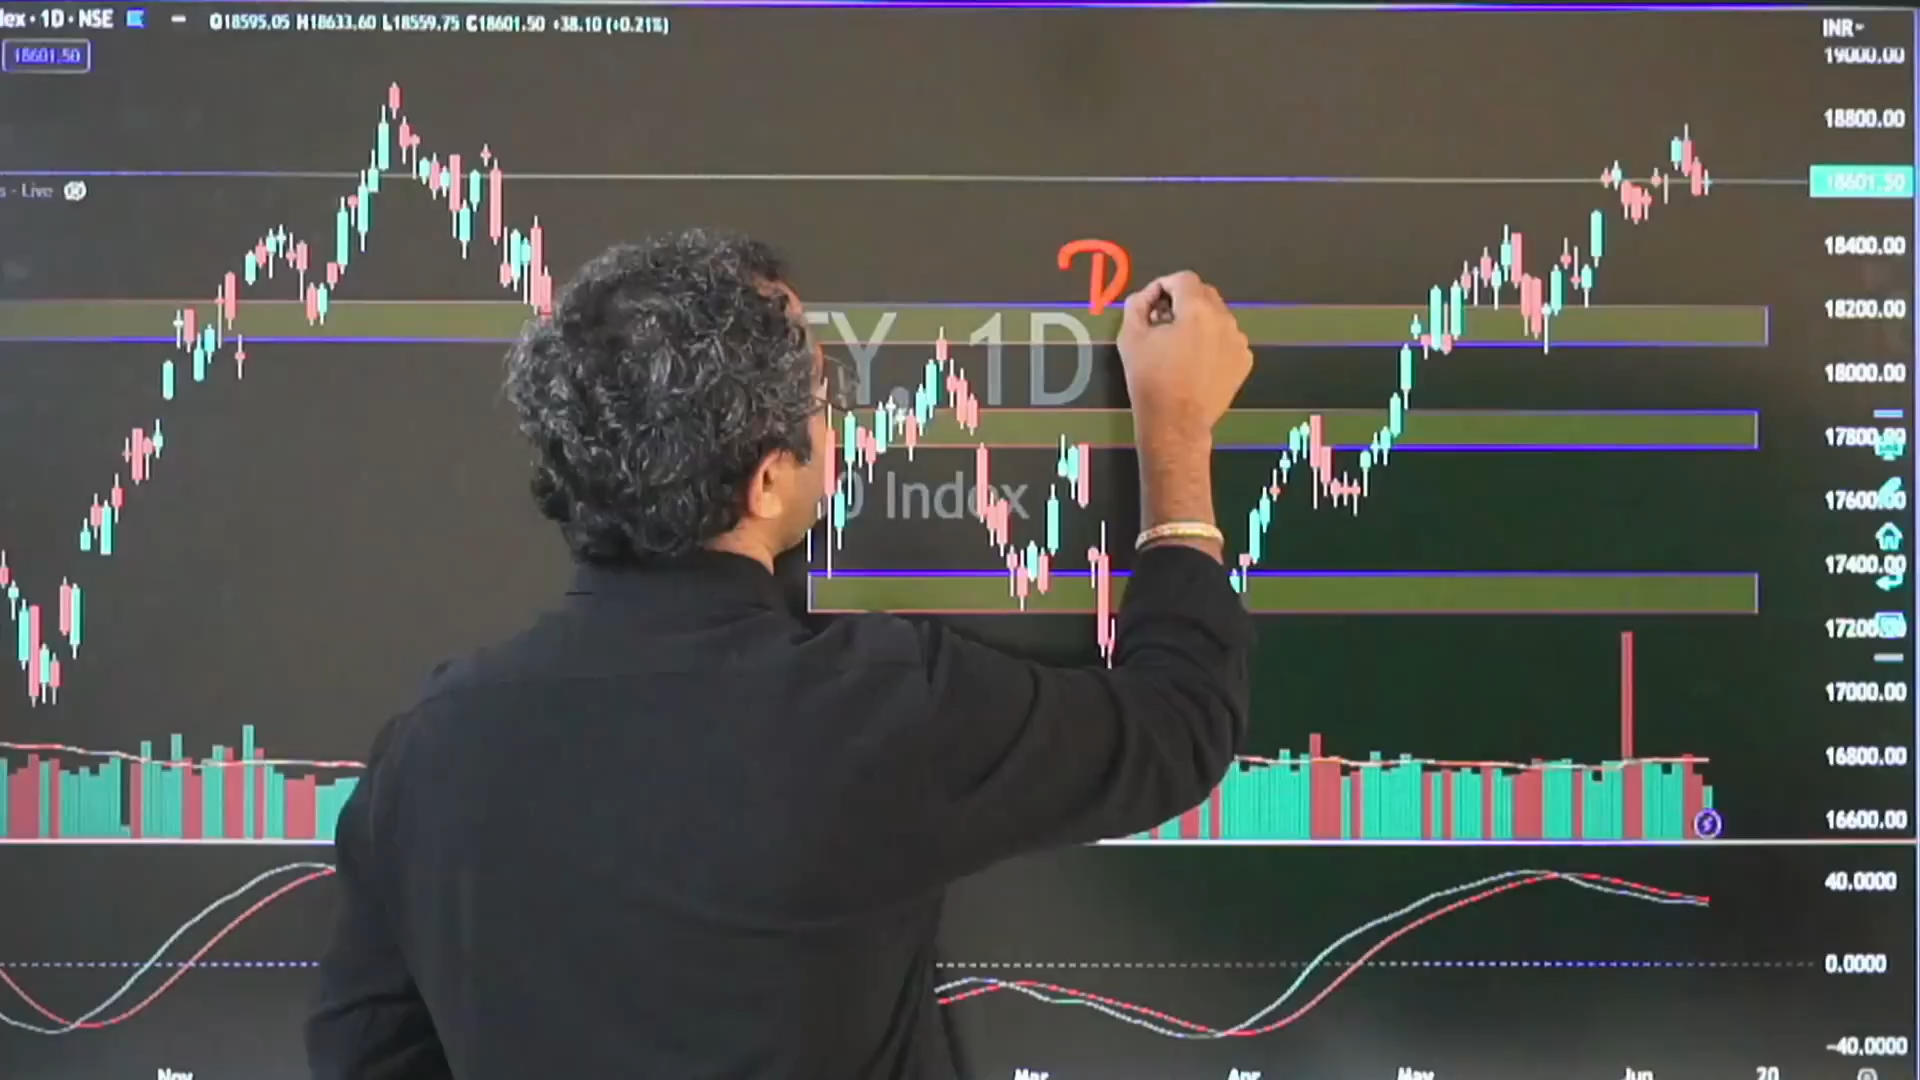 dex · 1D · NSE
O18595.05 H18633.60 L18559.75 C18601.50 +38.10 (+0.21%)
INR
18601.50
19000.00
18800.00
s - Live
18601.50
18400.00
18200.00
18000.00
17800.00
17600.00
17400.00
17200.00
17000.00
16800.00
16600.00
TY, 1D
0 Index
40.0000
0.0000
-40.0000
Nov
Mar
Apr
May
Jun
20